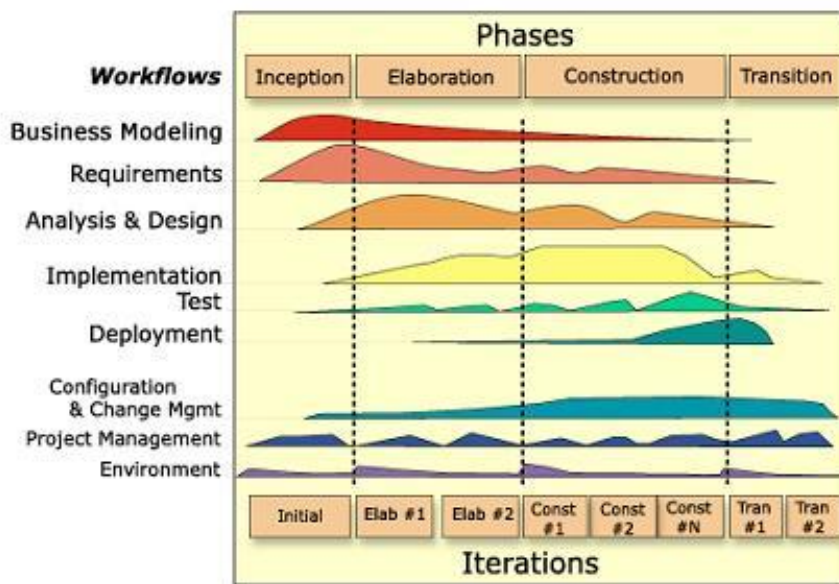 Phases
Workflows
Inception
Elaboration
Construction
Transition
Business Modeling
Requirements
Analysis & Design
Implementation
Test
Deployment
Configuration
& Change Mgmt
Project Management
Environment
Initial
Elab #1
Elab #2
Const
#1
Const
#2
Const
#N
Tran
#1
Tran
#2
Iterations